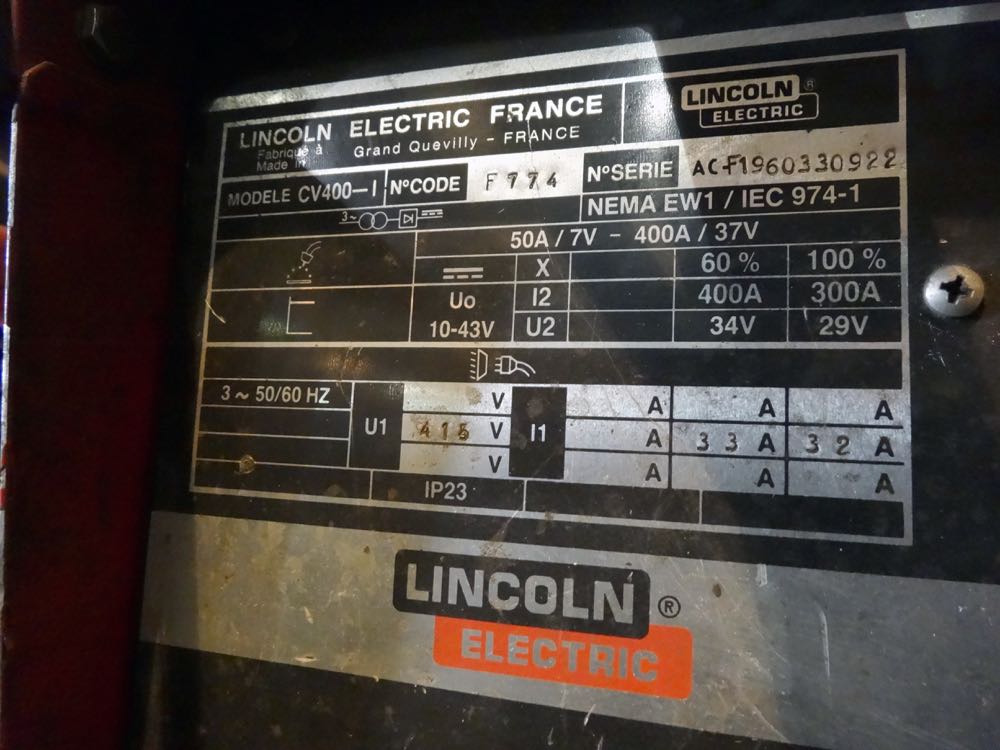 LINCOLN ELECTRIC FRANCE
Fabriqué à
Made in
Grand Quevilly - FRANCE
LINCOLN ®
ELECTRIC
MODELE CV400-I N°CODE F774 N°SERIE AC-F1960330922
3~
NEMA EW1 / IEC 974-1
50A / 7V - 400A / 37V
X 60 % 100 %
Uo I2 400A 300A
10-43V U2 34V 29V
3 ~ 50/60 HZ
U1 I1
V A A A
415 V A 33 A 32 A
V A A A
IP23
LINCOLN ®
ELECTRIC